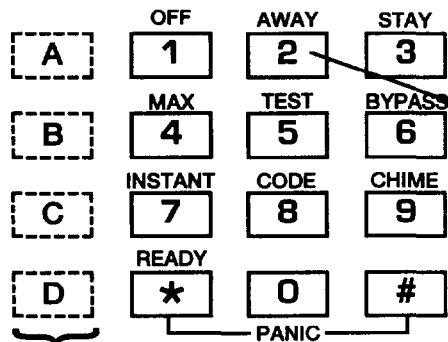 OFF AWAY STAY
A 1 2 3
MAX TEST BYPASS
B 4 5 6
INSTANT CODE CHIME
C 7 8 9
READY
D * 0 #
PANIC